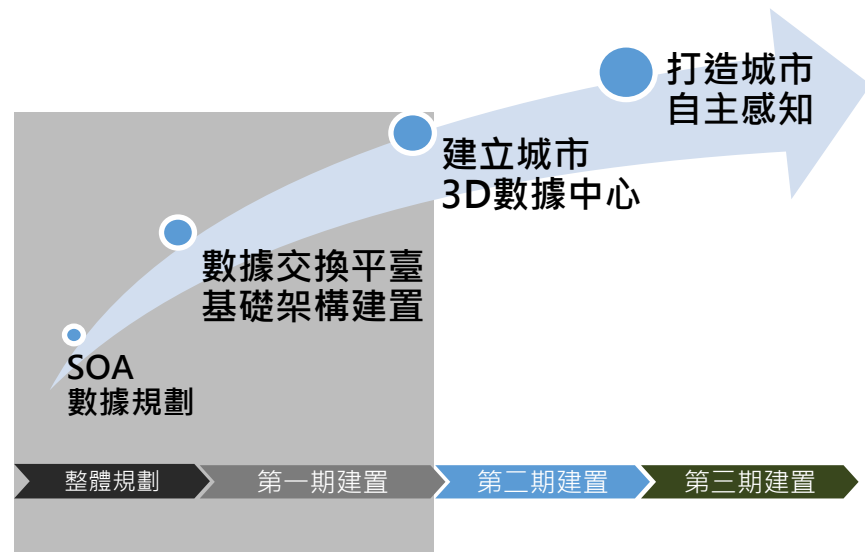 打造城市
自主感知
建立城市
3D數據中心
數據交換平臺
基礎架構建置
SOA
數據規劃
整體規劃
第一期建置
第二期建置
第三期建置